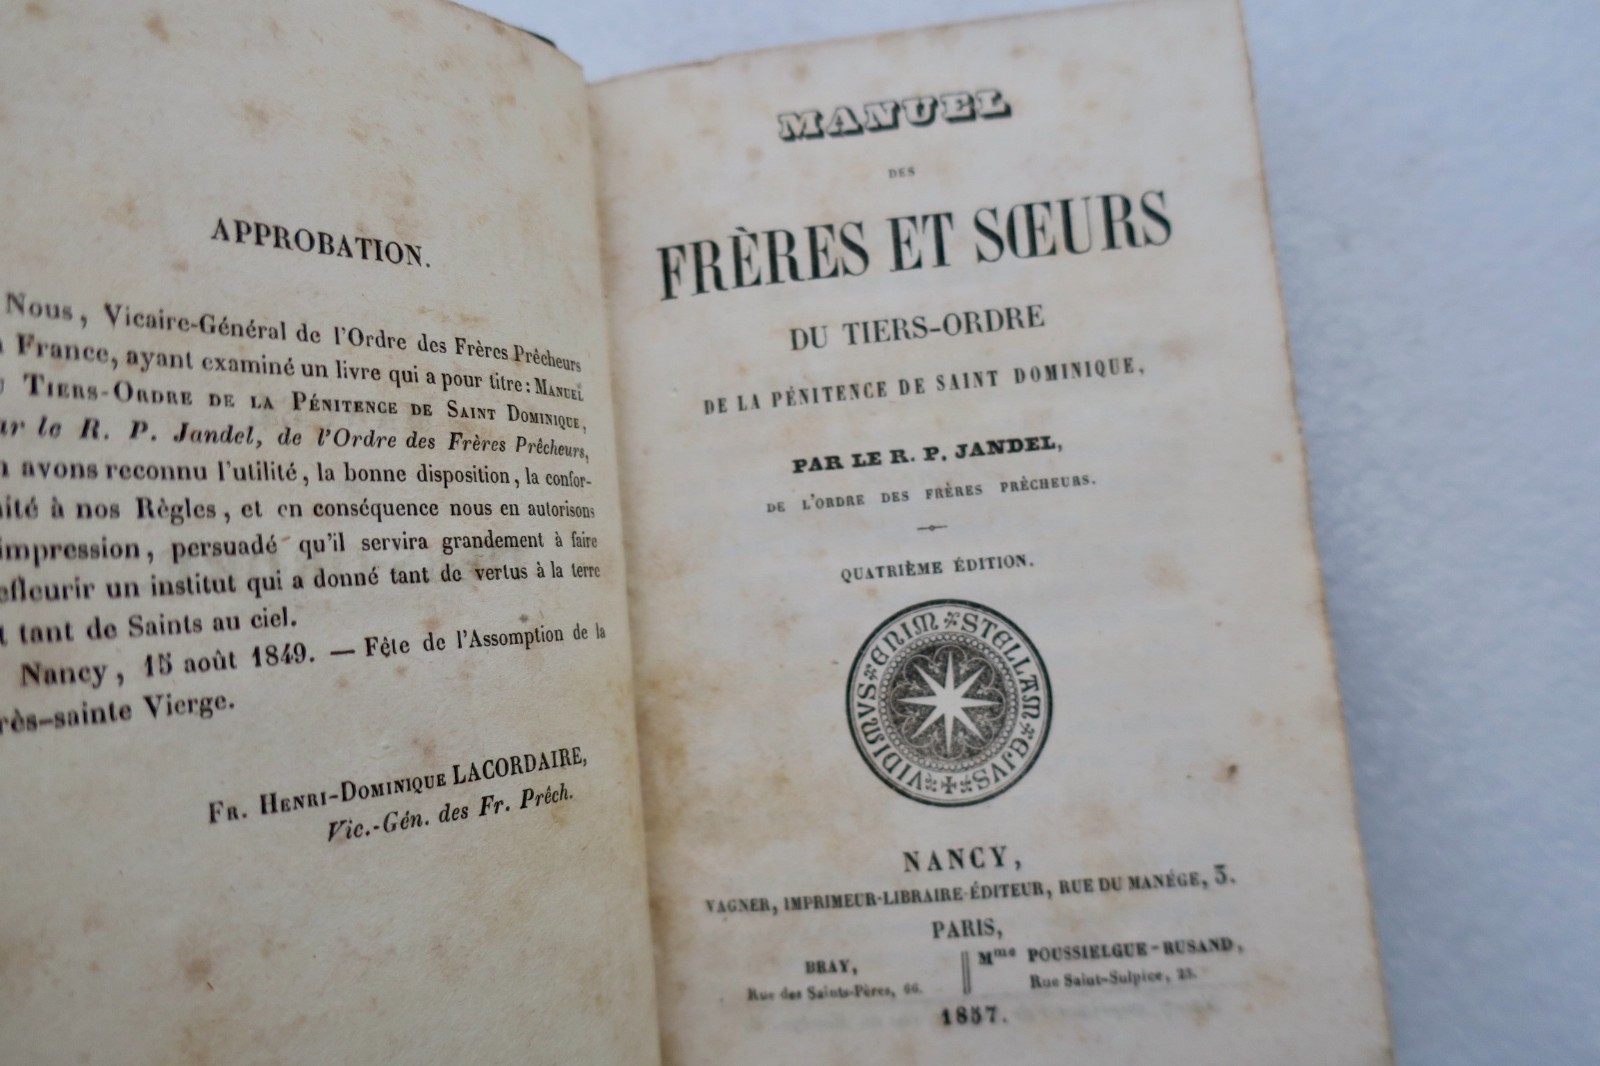 APPROBATION.
Nous, Vicaire-Général de l'Ordre des Frères Prêcheurs
France, ayant examiné un livre qui a pour titre: MANUEL
TIERS-ORDRE DE LA PÉNITENCE DE SAINT DOMINIQUE,
ar le R. P. Jandel, de l'Ordre des Frères Prêcheurs,
avons reconnu l'utilité, la bonne disposition, la confor-
ité à nos Règles, et en conséquence nous en autorisons
impression, persuadé qu'il servira grandement à faire
efleurir un institut qui a donné tant de vertus à la terre
t tant de Saints au ciel.
Nancy, 15 août 1849. — Fête de l'Assomption de la
rès-sainte Vierge.
FR. HENRI-DOMINIQUE LACORDAIRE,
Vic.-Gén. des Fr. Prêch.
MANUEL
DES
FRÈRES ET SŒURS
DU TIERS-ORDRE
DE LA PÉNITENCE DE SAINT DOMINIQUE,
PAR LE R. P. JANDEL,
DE L'ORDRE DES FRÈRES PRÊCHEURS.
QUATRIÈME ÉDITION.
VIDIMUS ENIM STELLAM EJUS
NANCY,
VAGNER, IMPRIMEUR-LIBRAIRE-ÉDITEUR, RUE DU MANÉGE, 3.
PARIS,
BRAY,
Rue des Saints-Pères, 66.
Mme POUSSIELGUE-RUSAND,
Rue Saint-Sulpice, 23.
1857.